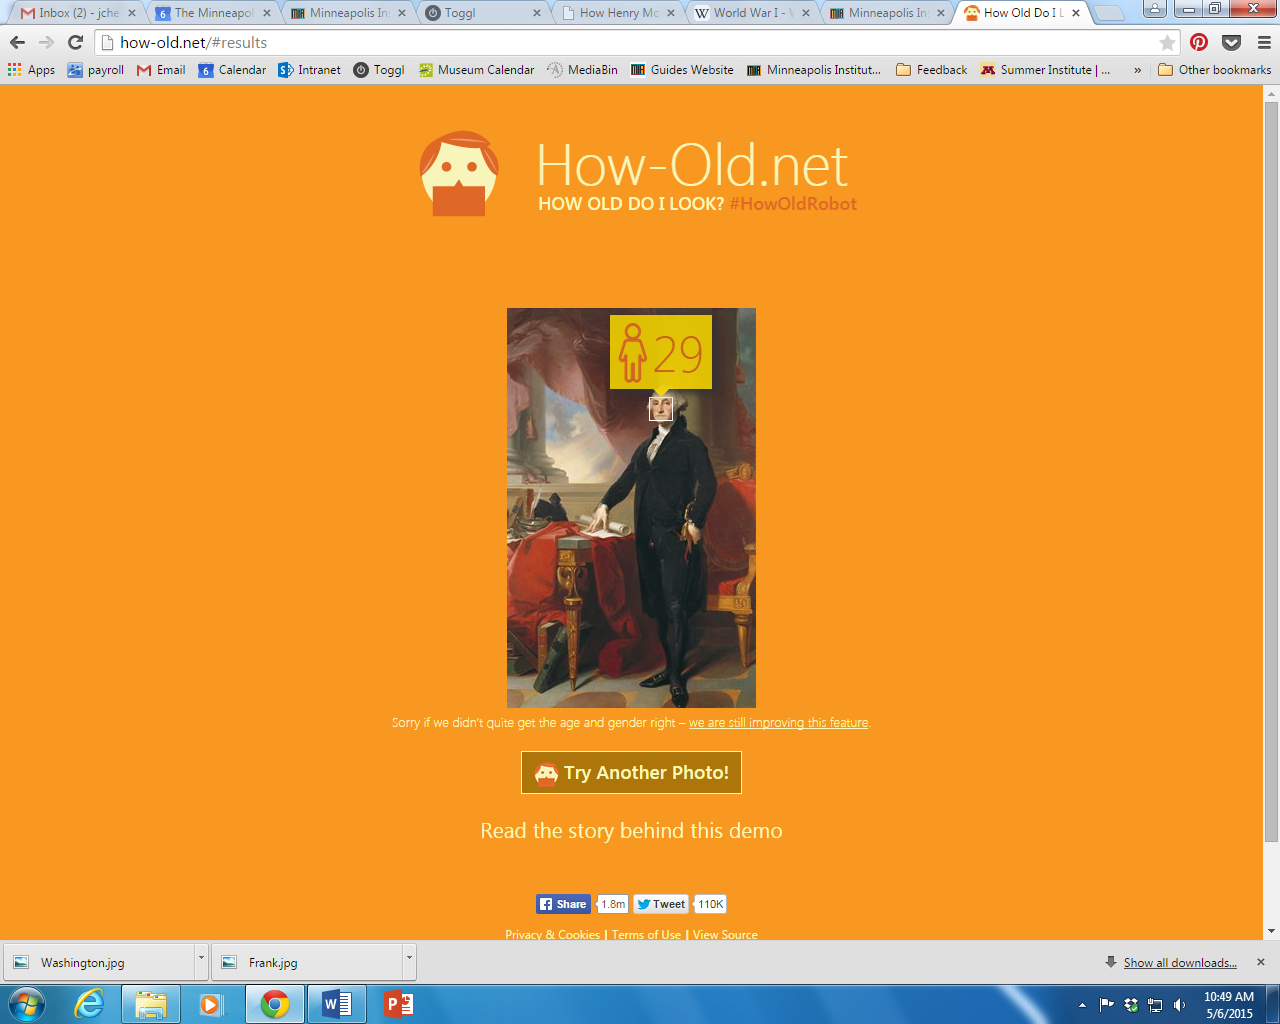 Inbox (2) - jche
The Minneapol
Minneapolis In
Toggl
How Henry Mo
World War I - W
Minneapolis In
How Old Do I L
how-old.net/#results
Apps
payroll
Email
Calendar
Intranet
Toggl
Museum Calendar
MediaBin
Guides Website
Minneapolis Institut...
Feedback
Summer Institute | ...
»
Other bookmarks
How-Old.net
HOW OLD DO I LOOK? #HowOldRobot
29
Sorry if we didn't quite get the age and gender right – we are still improving this feature.
Try Another Photo!
Read the story behind this demo
Share
1.8m
Tweet
110K
Privacy & Cookies | Terms of Use | View Source
Washington.jpg
Frank.jpg
Show all downloads...
10:49 AM
5/6/2015